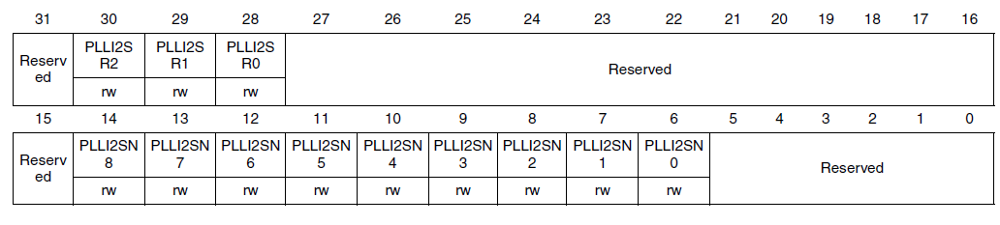 31 30 29 28 27 26 25 24 23 22 21 20 19 18 17 16
Reserv PLLI2S PLLI2S PLLI2S Reserved
ed R2 R1 R0
rw rw rw
15 14 13 12 11 10 9 8 7 6 5 4 3 2 1 0
Reserv PLLI2SN PLLI2SN PLLI2SN PLLI2SN PLLI2SN PLLI2SN PLLI2SN PLLI2SN PLLI2SN Reserved
ed 8 7 6 5 4 3 2 1 0
rw rw rw rw rw rw rw rw rw